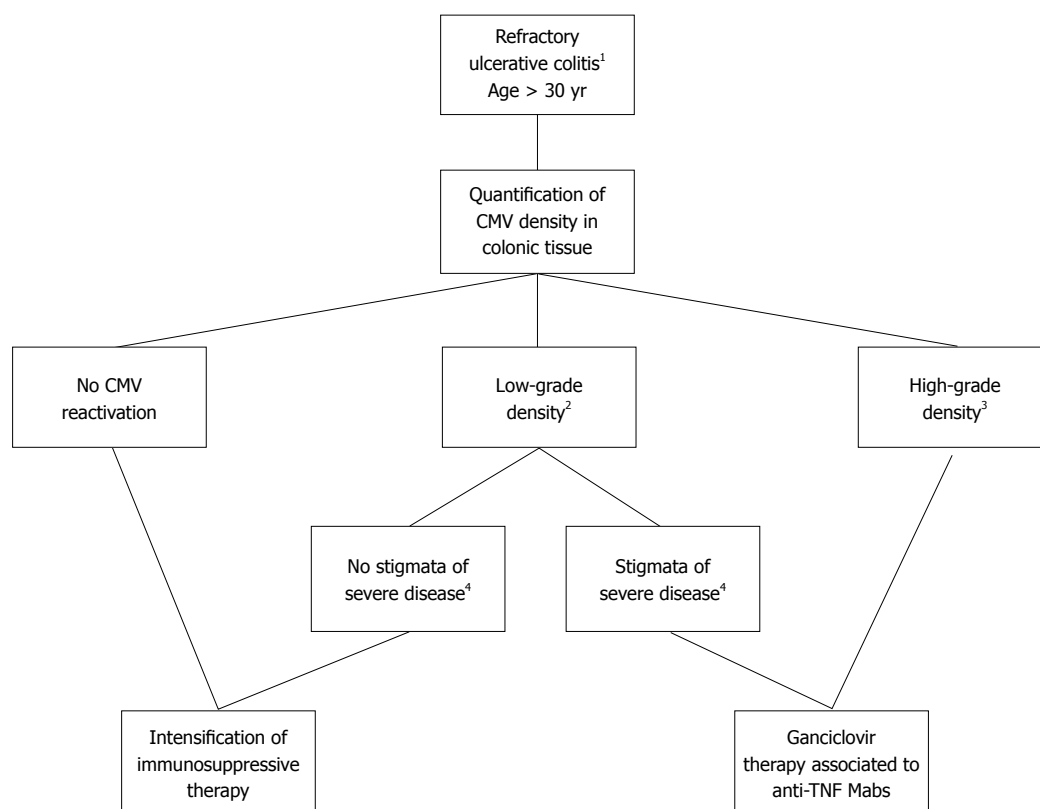 Refractory
ulcerative colitis¹
Age > 30 yr
Quantification of
CMV density in
colonic tissue
No CMV
reactivation
Low-grade
density²
High-grade
density³
No stigmata of
severe disease⁴
Stigmata of
severe disease⁴
Intensification of
immunosuppressive
therapy
Ganciclovir
therapy associated to
anti-TNF Mabs